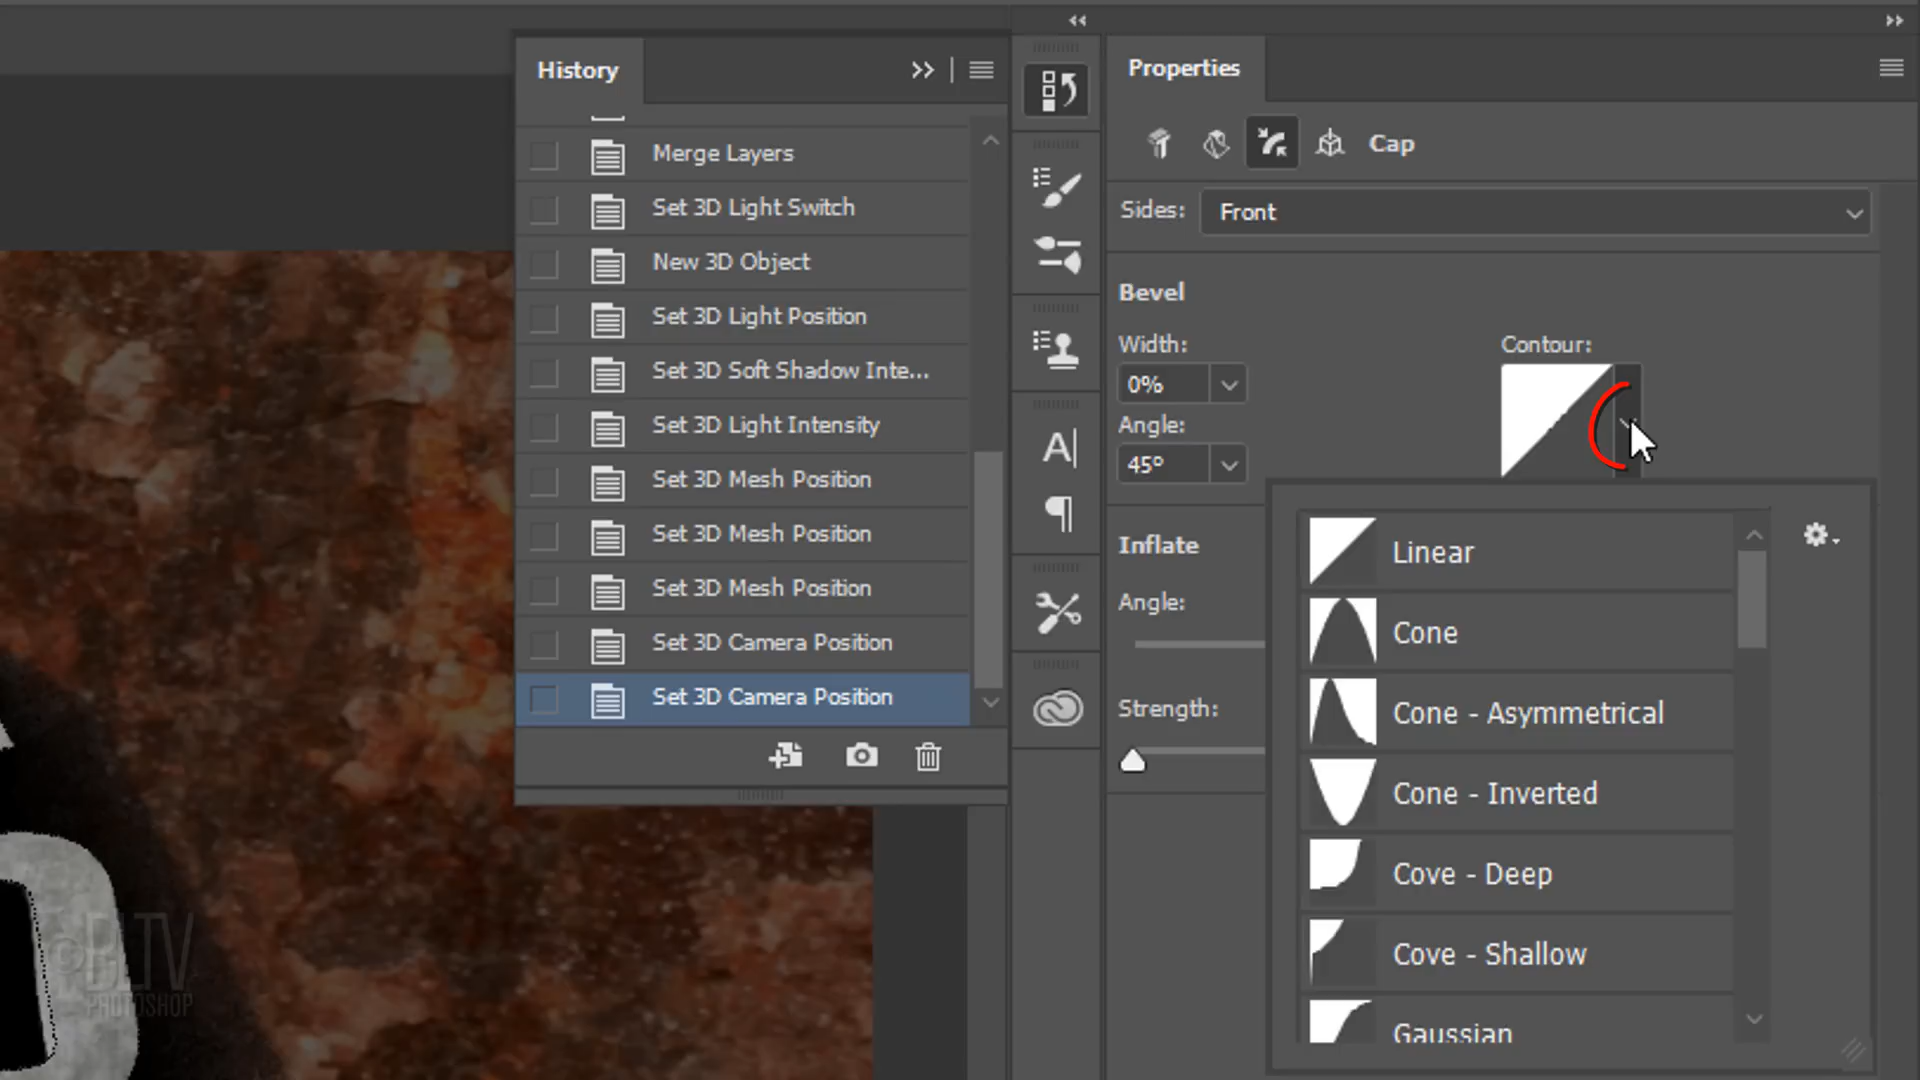 History
Merge Layers
Set 3D Light Switch
New 3D Object
Set 3D Light Position
Set 3D Soft Shadow Inte...
Set 3D Light Intensity
Set 3D Mesh Position
Set 3D Mesh Position
Set 3D Mesh Position
Set 3D Camera Position
Set 3D Camera Position
Properties
Cap
Sides: Front
Bevel
Width:
0%
Angle:
45º
Contour:
Inflate
Angle:
Strength:
Linear
Cone
Cone - Asymmetrical
Cone - Inverted
Cove - Deep
Cove - Shallow
Gaussian
©BLTV
PHOTOSHOP